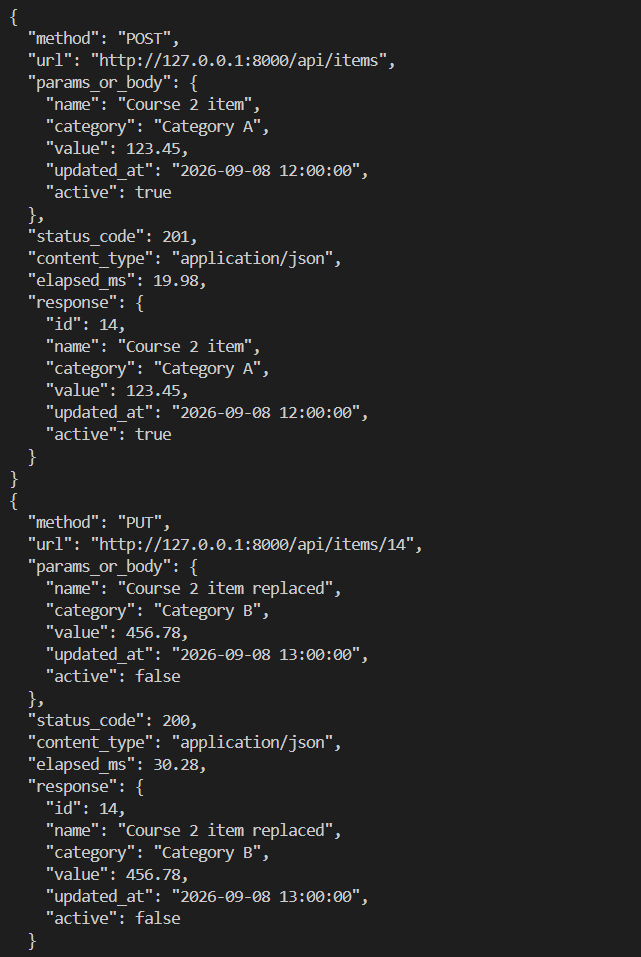 {
  "method": "POST",
  "url": "http://127.0.0.1:8000/api/items",
  "params_or_body": {
    "name": "Course 2 item",
    "category": "Category A",
    "value": 123.45,
    "updated_at": "2026-09-08 12:00:00",
    "active": true
  },
  "status_code": 201,
  "content_type": "application/json",
  "elapsed_ms": 19.98,
  "response": {
    "id": 14,
    "name": "Course 2 item",
    "category": "Category A",
    "value": 123.45,
    "updated_at": "2026-09-08 12:00:00",
    "active": true
  }
}
{
  "method": "PUT",
  "url": "http://127.0.0.1:8000/api/items/14",
  "params_or_body": {
    "name": "Course 2 item replaced",
    "category": "Category B",
    "value": 456.78,
    "updated_at": "2026-09-08 13:00:00",
    "active": false
  },
  "status_code": 200,
  "content_type": "application/json",
  "elapsed_ms": 30.28,
  "response": {
    "id": 14,
    "name": "Course 2 item replaced",
    "category": "Category B",
    "value": 456.78,
    "updated_at": "2026-09-08 13:00:00",
    "active": false
  }